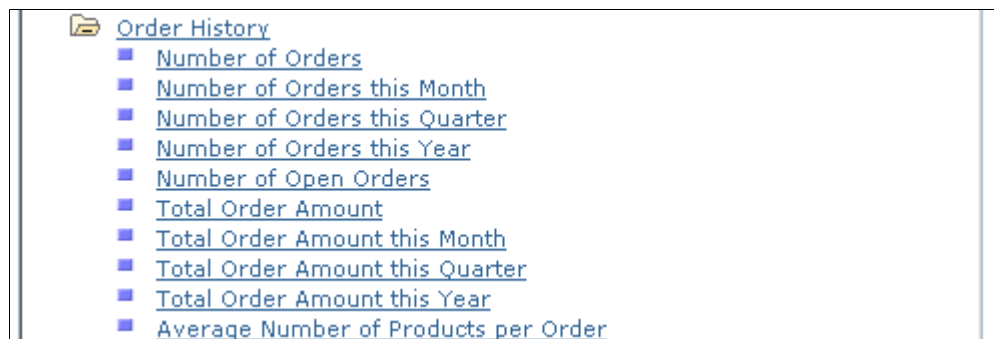 Order History
Number of Orders
Number of Orders this Month
Number of Orders this Quarter
Number of Orders this Year
Number of Open Orders
Total Order Amount
Total Order Amount this Month
Total Order Amount this Quarter
Total Order Amount this Year
Average Number of Products per Order